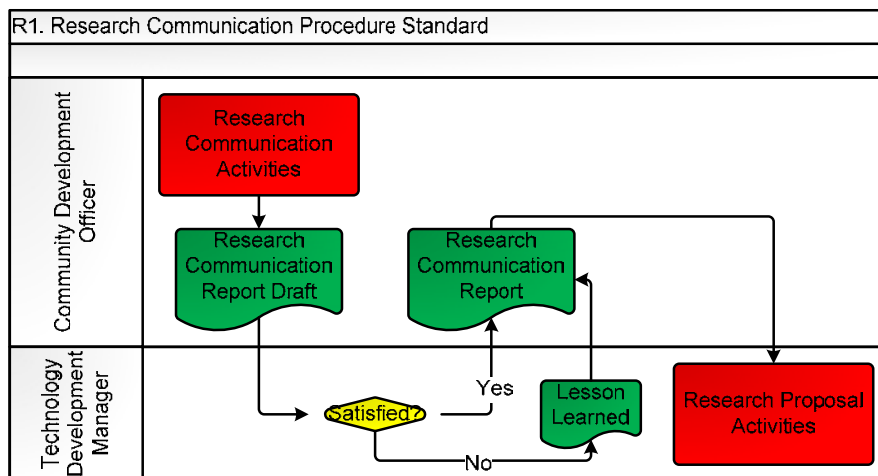 R1. Research Communication Procedure Standard
Community Development
Officer
Research
Communication
Activities
Research
Communication
Report Draft
Research
Communication
Report
Technology
Development
Manager
Satisfied?
Yes
No
Lesson
Learned
Research Proposal
Activities